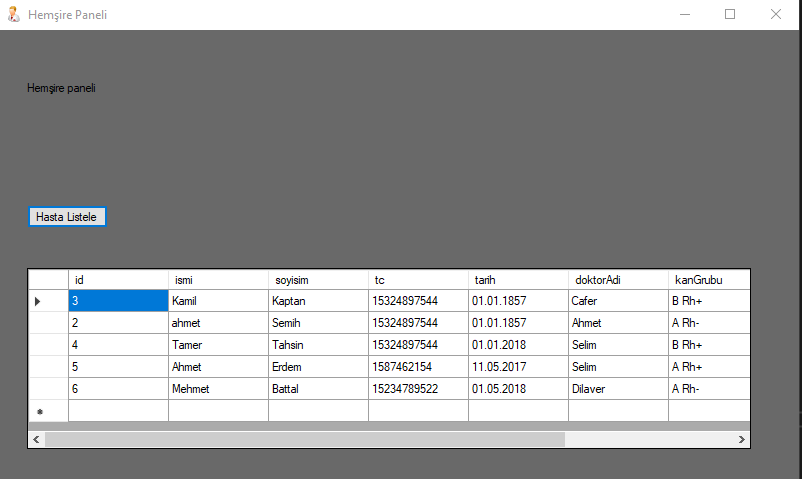 Hemşire Paneli
Hemşire paneli
Hasta Listele
id ismi soyisim tc tarih doktorAdi kanGrubu
3 Kamil Kaptan 15324897544 01.01.1857 Cafer B Rh+
2 ahmet Semih 15324897544 01.01.1857 Ahmet A Rh-
4 Tamer Tahsin 15324897544 01.01.2018 Selim B Rh+
5 Ahmet Erdem 1587462154 11.05.2017 Selim A Rh+
6 Mehmet Battal 15234789522 01.05.2018 Dilaver A Rh-